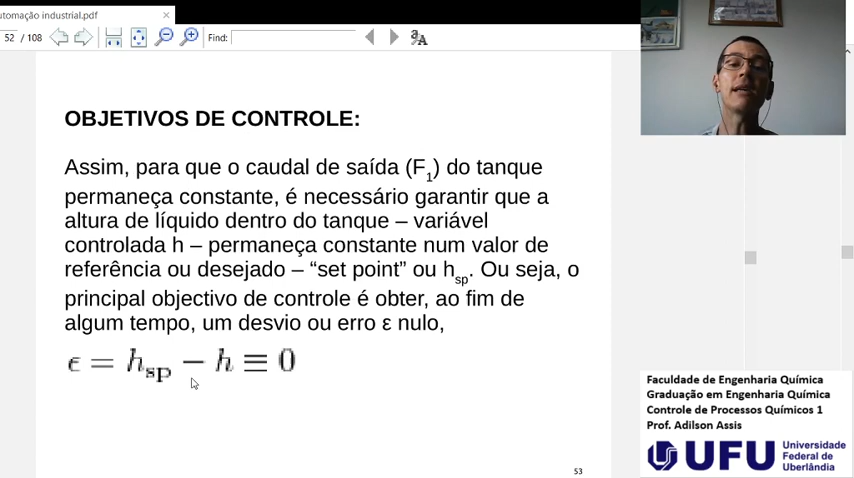 utomação industrial.pdf
52 / 108
Find:
OBJETIVOS DE CONTROLE:
Assim, para que o caudal de saída (F1) do tanque
permaneça constante, é necessário garantir que a
altura de líquido dentro do tanque – variável
controlada h – permaneça constante num valor de
referência ou desejado – “set point” ou hsp. Ou seja, o
principal objectivo de controle é obter, ao fim de
algum tempo, um desvio ou erro ε nulo,
ϵ = hsp − h ≡ 0
53
Faculdade de Engenharia Química
Graduação em Engenharia Química
Controle de Processos Químicos 1
Prof. Adilson Assis
UFU
Universidade
Federal de
Uberlândia